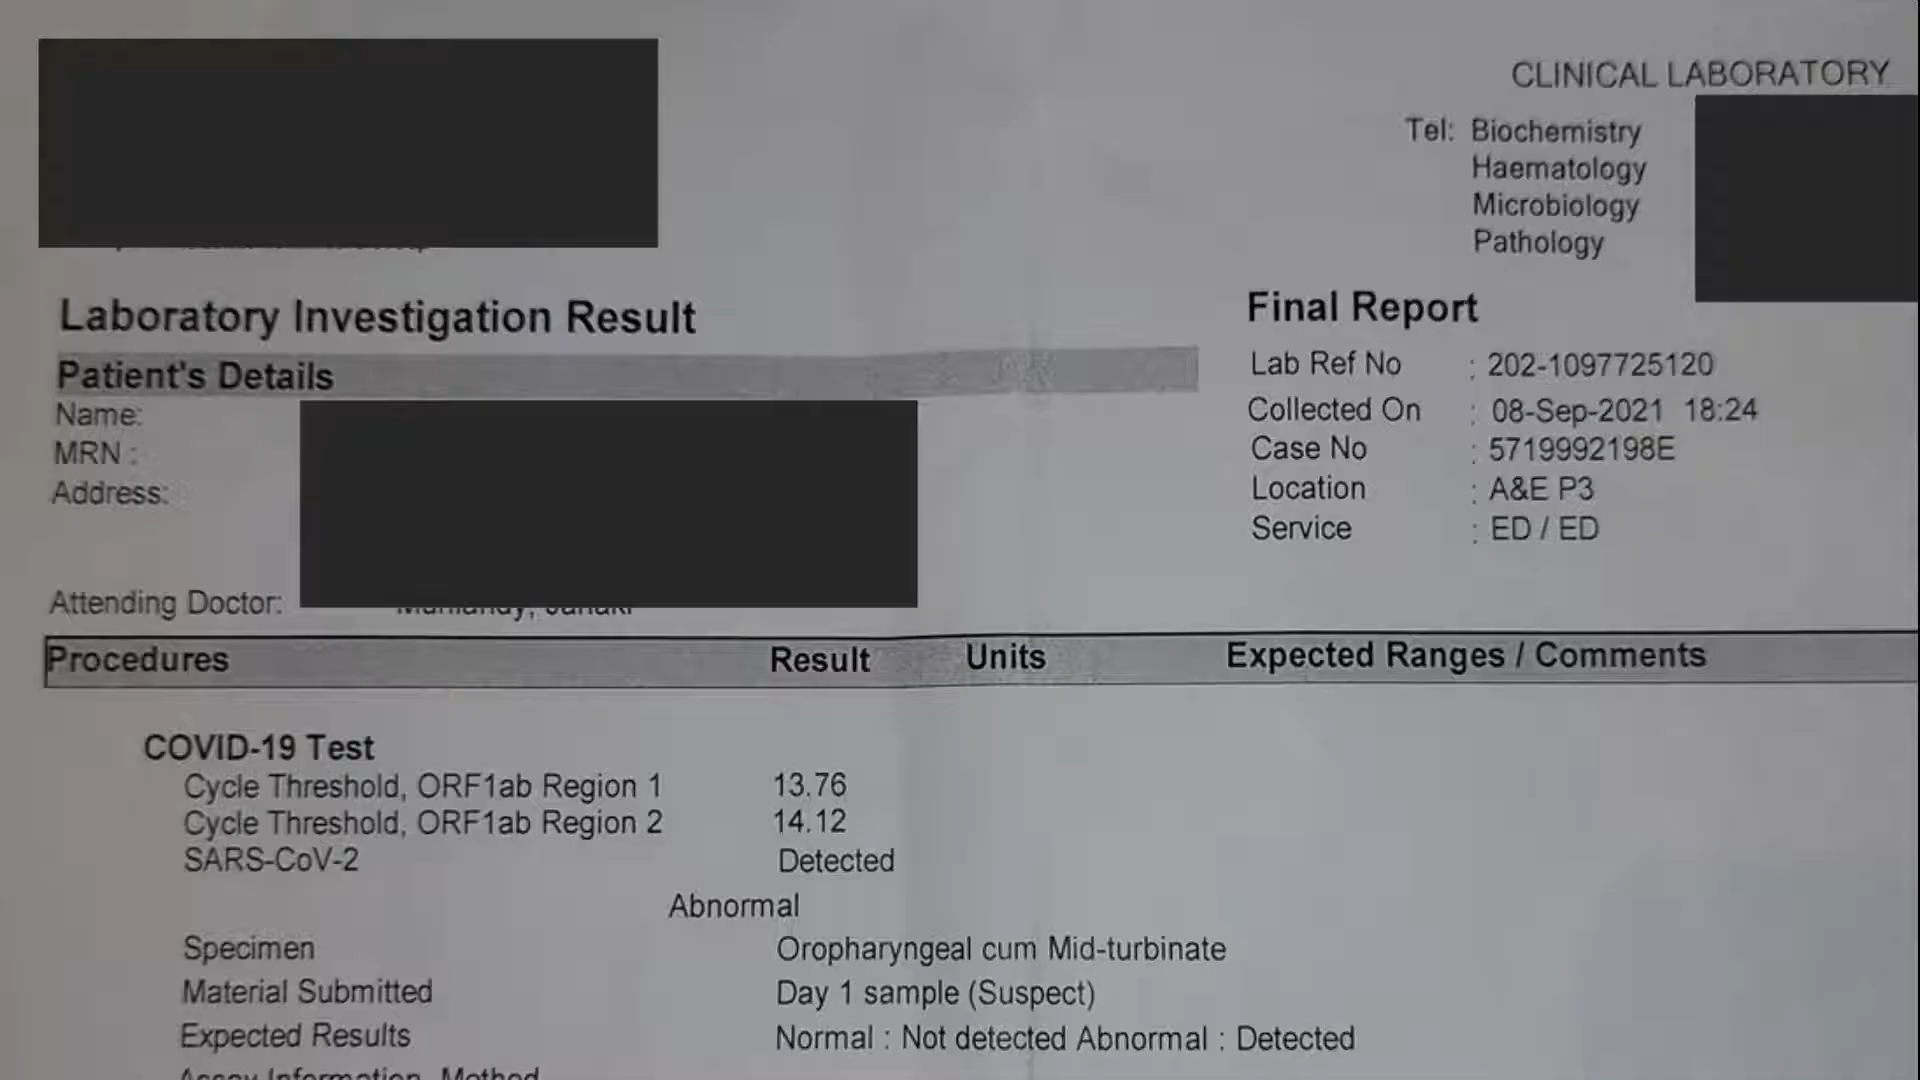 CLINICAL LABORATORY
Tel: Biochemistry
Haematology
Microbiology
Pathology
Laboratory Investigation Result
Final Report
Patient's Details
Name:
MRN :
Address:
Attending Doctor:
Lab Ref No : 202-1097725120
Collected On : 08-Sep-2021 18:24
Case No : 5719992198E
Location : A&E P3
Service : ED / ED
Procedures Result Units Expected Ranges / Comments
COVID-19 Test
Cycle Threshold, ORF1ab Region 1 13.76
Cycle Threshold, ORF1ab Region 2 14.12
SARS-CoV-2 Detected
Abnormal
Specimen Oropharyngeal cum Mid-turbinate
Material Submitted Day 1 sample (Suspect)
Expected Results Normal : Not detected Abnormal : Detected
Assay Information, Method